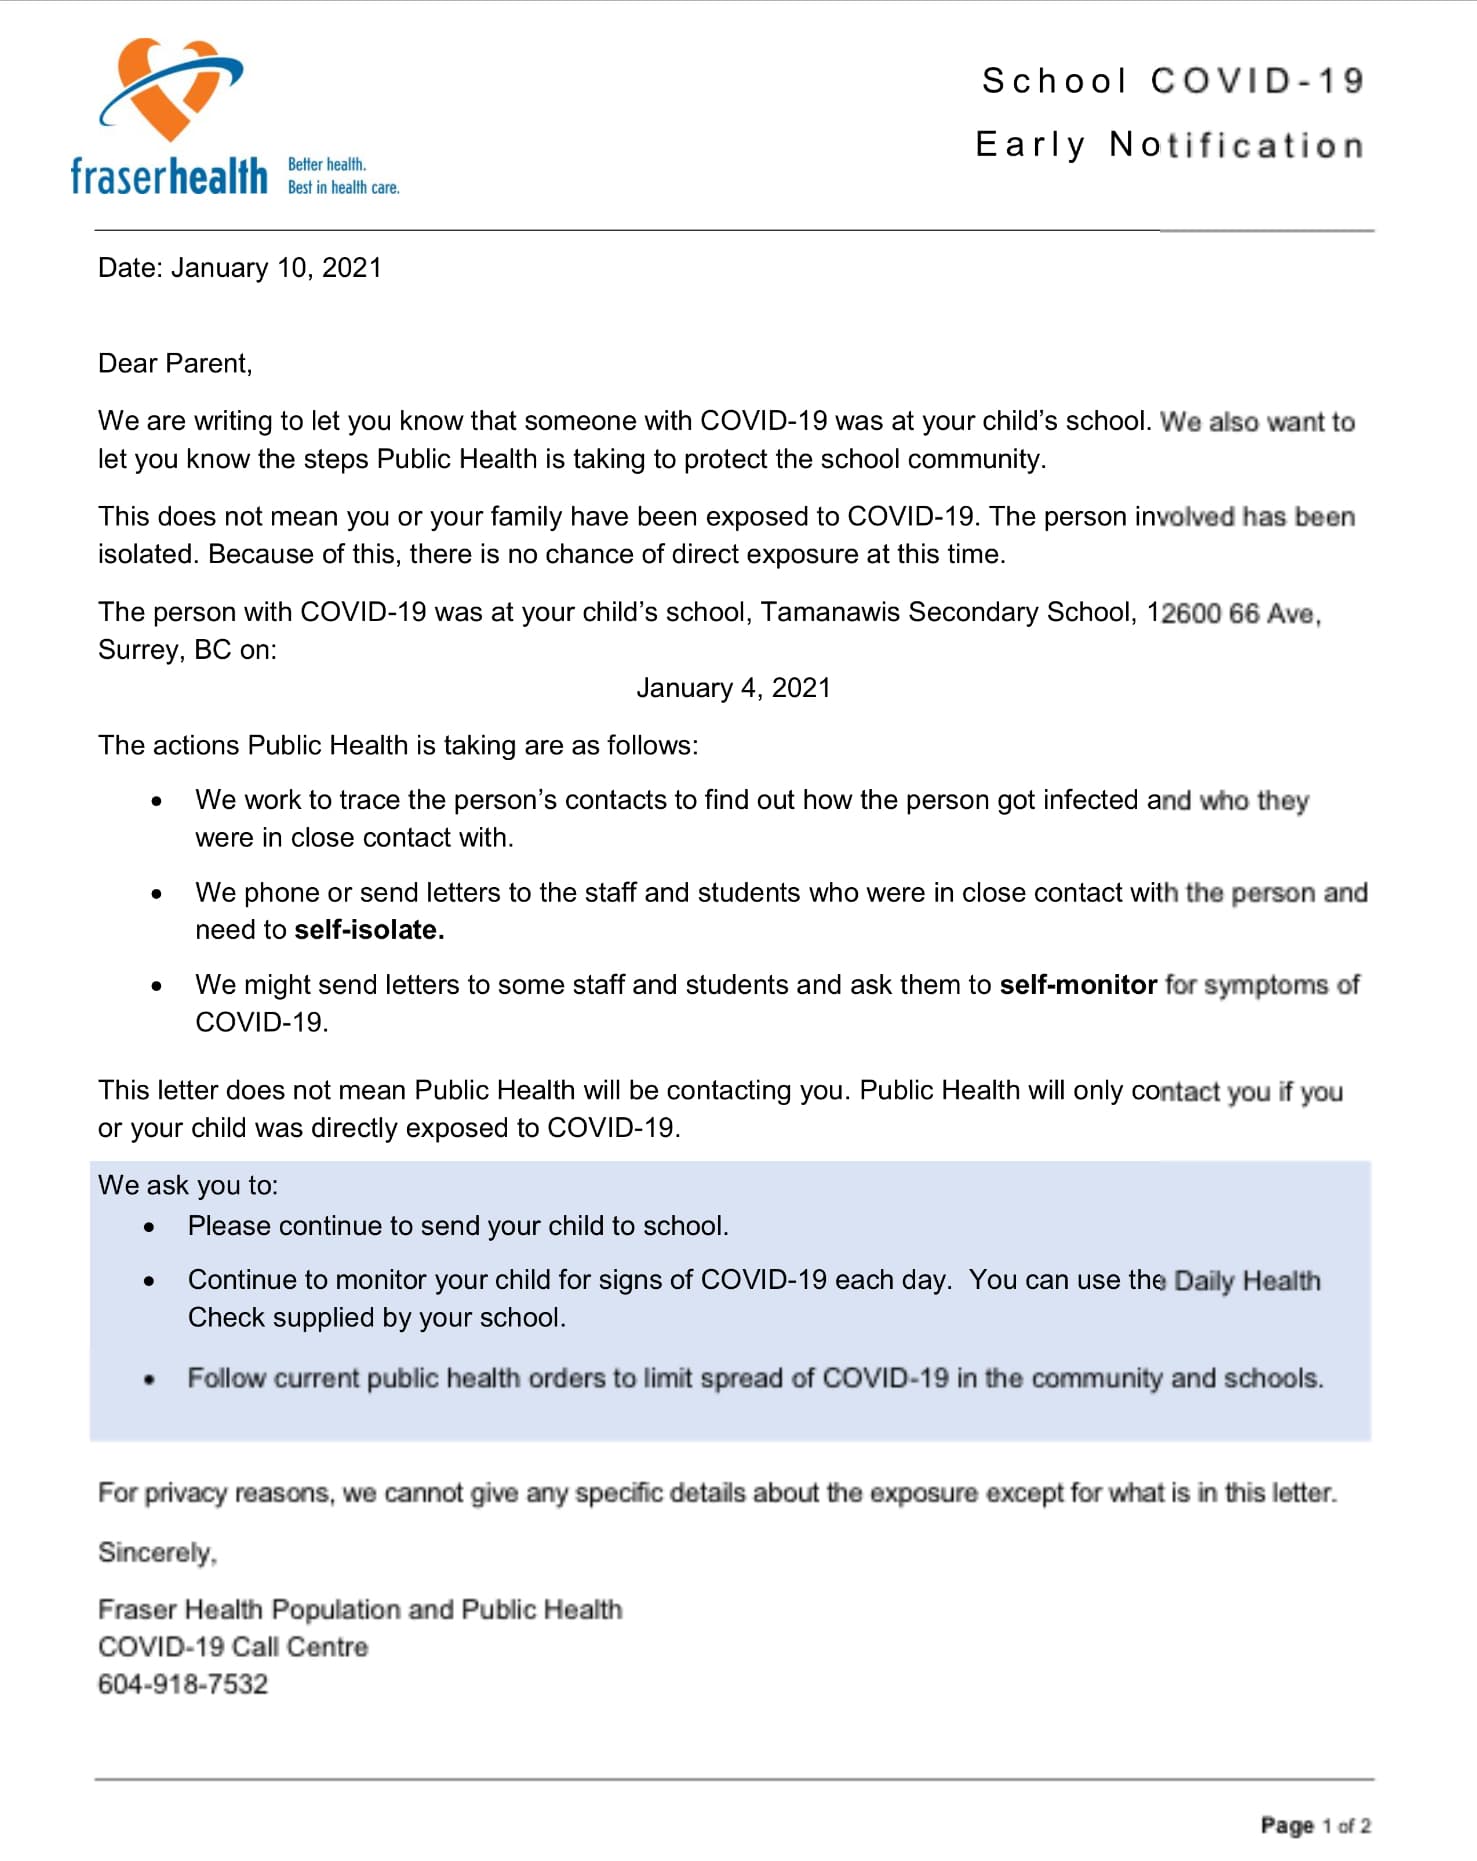 School COVID-19
Early Notification
fraserhealth
Better health.
Best in health care.
Date: January 10, 2021
Dear Parent,
We are writing to let you know that someone with COVID-19 was at your child’s school. We also want to
let you know the steps Public Health is taking to protect the school community.
This does not mean you or your family have been exposed to COVID-19. The person involved has been
isolated. Because of this, there is no chance of direct exposure at this time.
The person with COVID-19 was at your child’s school, Tamanawis Secondary School, 12600 66 Ave,
Surrey, BC on:
January 4, 2021
The actions Public Health is taking are as follows:
• We work to trace the person’s contacts to find out how the person got infected and who they
were in close contact with.
• We phone or send letters to the staff and students who were in close contact with the person and
need to self-isolate.
• We might send letters to some staff and students and ask them to self-monitor for symptoms of
COVID-19.
This letter does not mean Public Health will be contacting you. Public Health will only contact you if you
or your child was directly exposed to COVID-19.
We ask you to:
• Please continue to send your child to school.
• Continue to monitor your child for signs of COVID-19 each day.  You can use the Daily Health
Check supplied by your school.
• Follow current public health orders to limit spread of COVID-19 in the community and schools.
For privacy reasons, we cannot give any specific details about the exposure except for what is in this letter.
Sincerely,
Fraser Health Population and Public Health
COVID-19 Call Centre
604-918-7532
Page 1 of 2